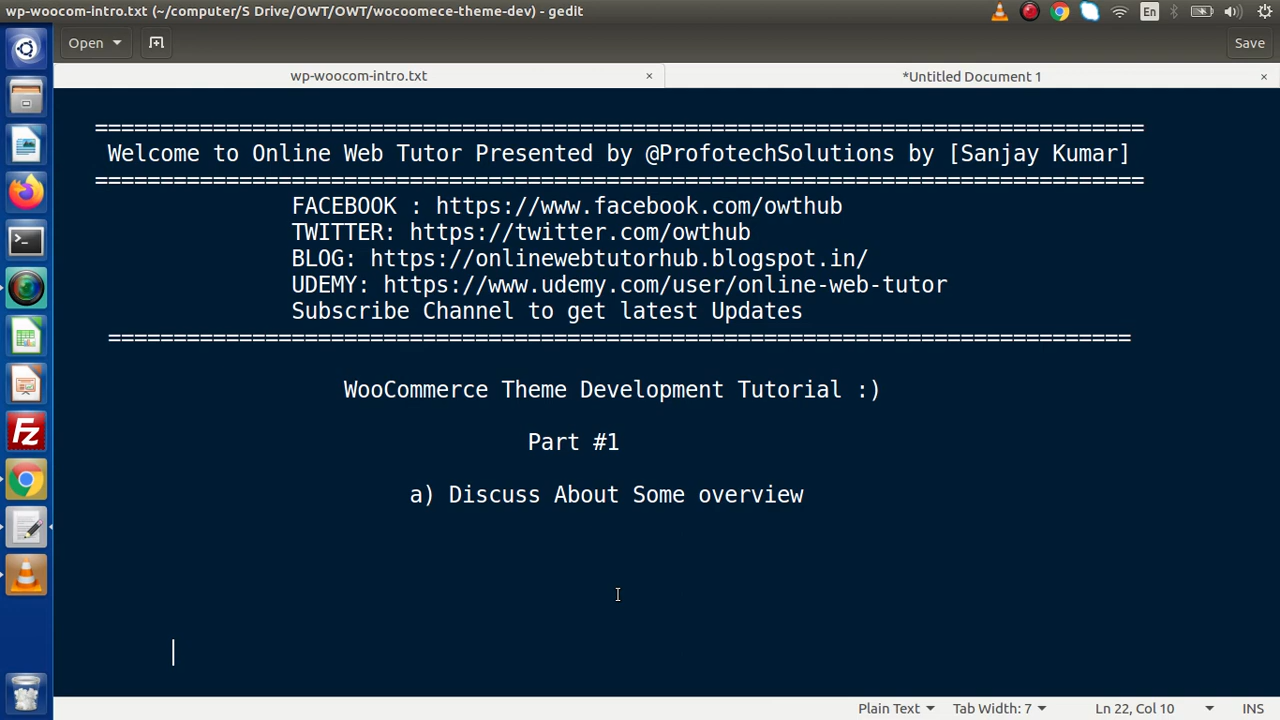 wp-woocom-intro.txt (~/computer/S Drive/OWT/OWT/wocoomece-theme-dev) - gedit
En
Open
Save
wp-woocom-intro.txt ×
*Untitled Document 1 ×
================================================================================
Welcome to Online Web Tutor Presented by @ProfotechSolutions by [Sanjay Kumar]
================================================================================
FACEBOOK : https://www.facebook.com/owthub
TWITTER: https://twitter.com/owthub
BLOG: https://onlinewebtutorhub.blogspot.in/
UDEMY: https://www.udemy.com/user/online-web-tutor
Subscribe Channel to get latest Updates
==============================================================================
WooCommerce Theme Development Tutorial :)
Part #1
a) Discuss About Some overview
Fz
Plain Text Tab Width: 7 Ln 22, Col 10 INS